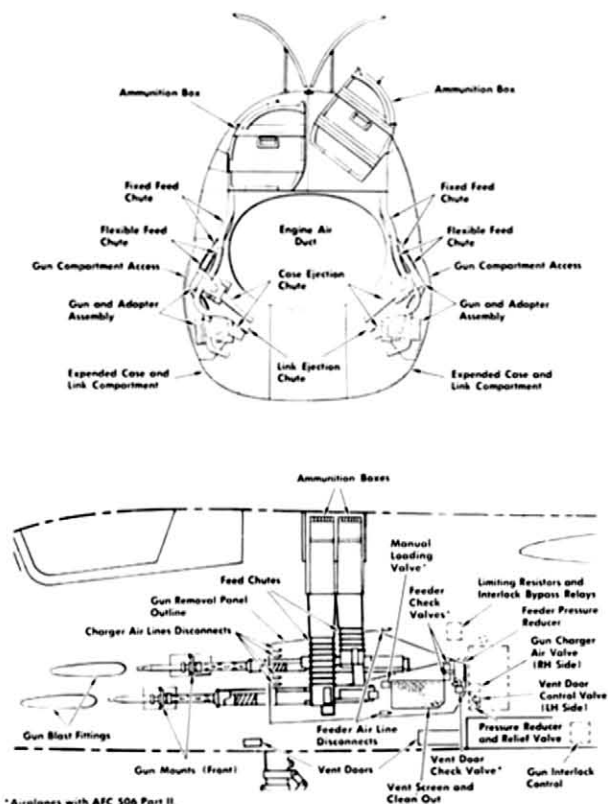 Ammunition Box
Ammunition Box
Fixed Feed
Chute
Fixed Feed
Chute
Flexible Feed
Chute
Engine Air
Duct
Flexible Feed
Chute
Gun Compartment Access
Case Ejection
Chute
Gun Compartment Access
Gun and Adapter
Assembly
Gun and Adapter
Assembly
Link Ejection
Chute
Expended Case and
Link Compartment
Expended Case and
Link Compartment
Ammunition Boxes
Manual
Loading
Valve*
Feed Chutes
Feeder
Check
Valves*
Limiting Resistors and
Interlock Bypass Relays
Gun Removal Panel
Outline
Feeder Pressure
Reducer
Charger Air Lines Disconnects
Gun Charger
Air Valve
(RH Side)
Vent Door
Control Valve
(LH Side)
Gun Blast Fittings
Feeder Air Line
Disconnects
Pressure Reducer
and Relief Valve
Gun Mounts (Front)
Vent Doors
Vent Door
Check Valve*
Gun Interlock
Control
Vent Screen and
Clean Out
*Airplanes with AFC 506 Part II